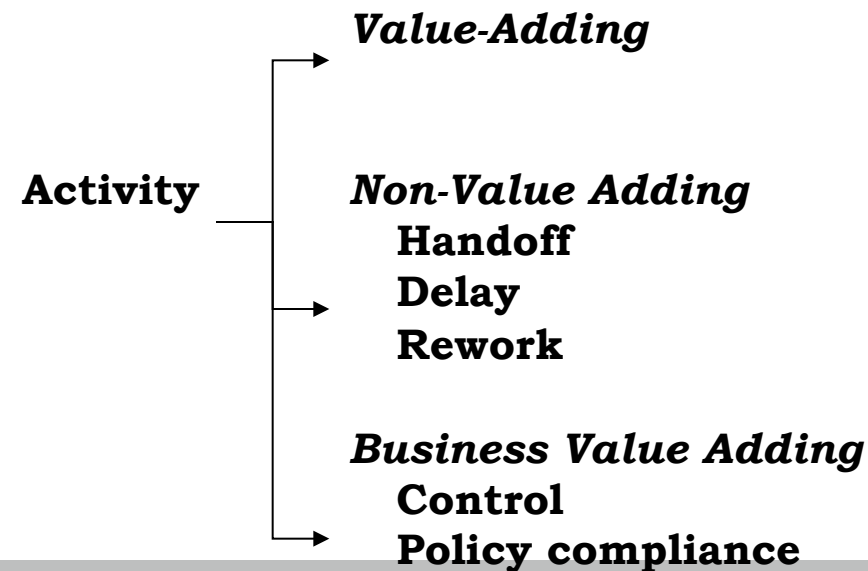 Value-Adding
Activity
Non-Value Adding
Handoff
Delay
Rework
Business Value Adding
Control
Policy compliance